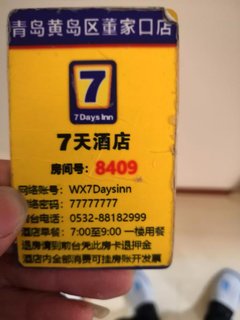 青岛黄岛区董家口店
7
7 Days Inn
7天酒店
房间号: 8409
网络账号: WX7Daysinn
网络密码: 77777777
前台电话: 0532-88182999
酒店早餐: 7:00至9:00 一楼用餐
退房请到前台凭此房卡退押金
酒店内全部消费可挂房账开发票